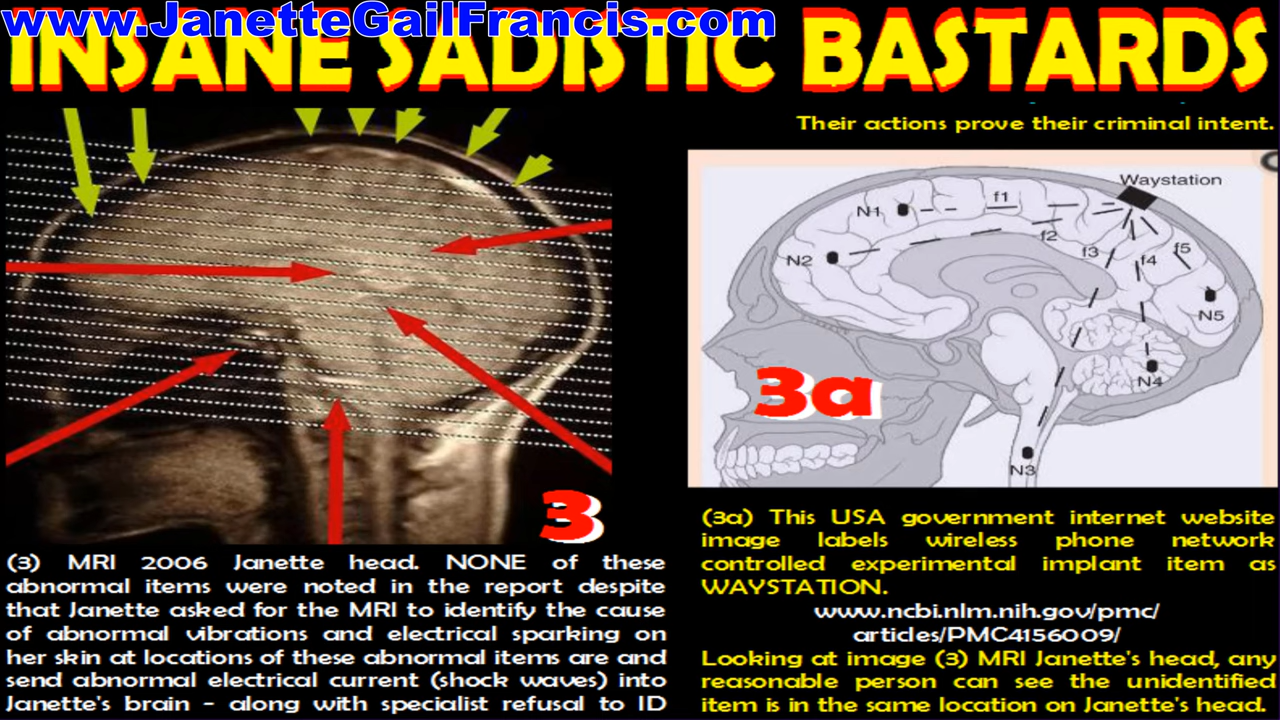 www.JanetteGailFrancis.com
INSANE SADISTIC BASTARDS
Their actions prove their criminal intent.
Waystation
N1
f1
f2
N2
f3
f4
f5
N5
N4
N3
3a
3
(3) MRI 2006 Janette head. NONE of these
abnormal items were noted in the report despite
that Janette asked for the MRI to identify the cause
of abnormal vibrations and electrical sparking on
her skin at locations of these abnormal items are and
send abnormal electrical current (shock waves) into
Janette's brain - along with specialist refusal to ID
(3a) This USA government internet website
image labels wireless phone network
controlled experimental implant item as
WAYSTATION.
www.ncbi.nlm.nih.gov/pmc/
articles/PMC4156009/
Looking at image (3) MRI Janette's head, any
reasonable person can see the unidentified
item is in the same location on Janette's head.